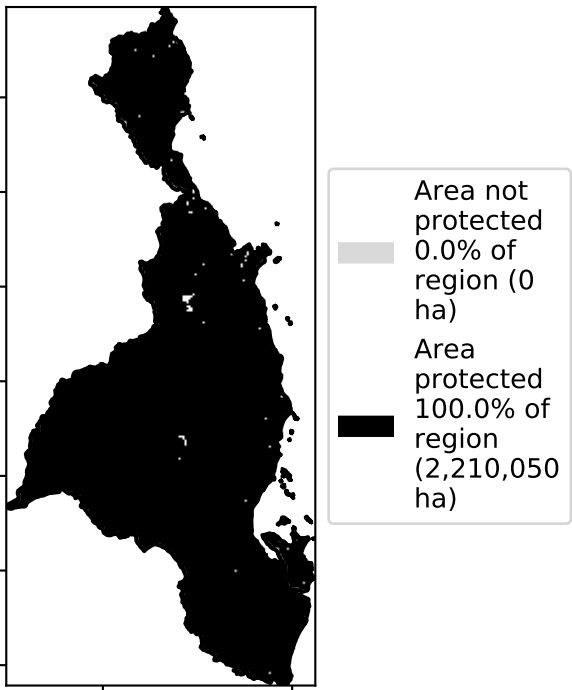 Area not
protected
0.0% of
region (0
ha)
Area
protected
100.0% of
region
(2,210,050
ha)